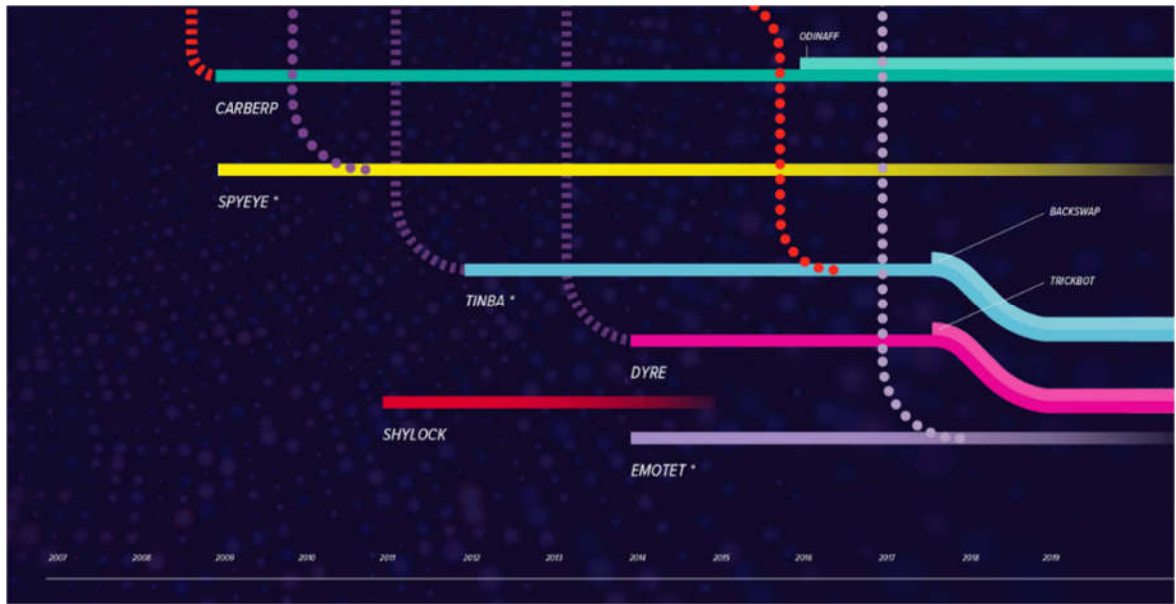 ODINAFF
CARBERP
SPYEYE *
BACKSWAP
TINBA *
TRICKBOT
DYRE
SHYLOCK
EMOTET *
2007 2008 2009 2010 2011 2012 2013 2014 2015 2016 2017 2018 2019